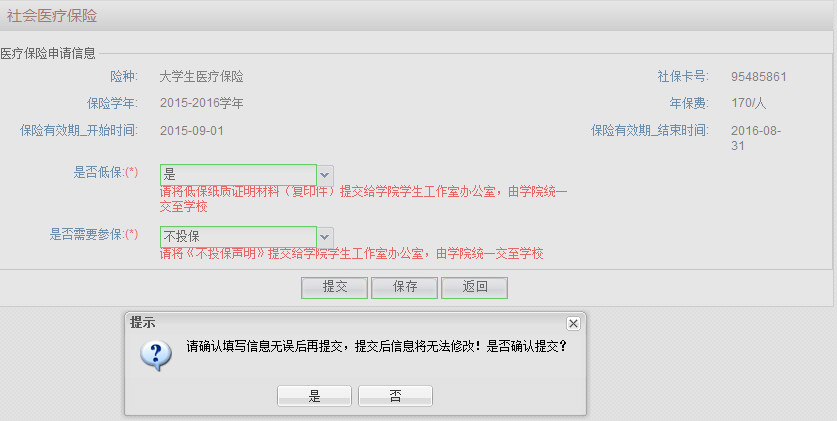 社会医疗保险
医疗保险申请信息
险种: 大学生医疗保险 社保卡号: 95485861
保险学年: 2015-2016学年 年保费: 170/人
保险有效期_开始时间: 2015-09-01 保险有效期_结束时间: 2016-08-
31
是否低保:(*) 是
请将低保纸质证明材料（复印件）提交给学院学生工作室办公室，由学院统一
交至学校
是否需要参保:(*) 不投保
请将《不投保声明》提交给学院学生工作室办公室，由学院统一交至学校
提交 保存 返回
提示
请确认填写信息无误后再提交，提交后信息将无法修改！是否确认提交？
是 否